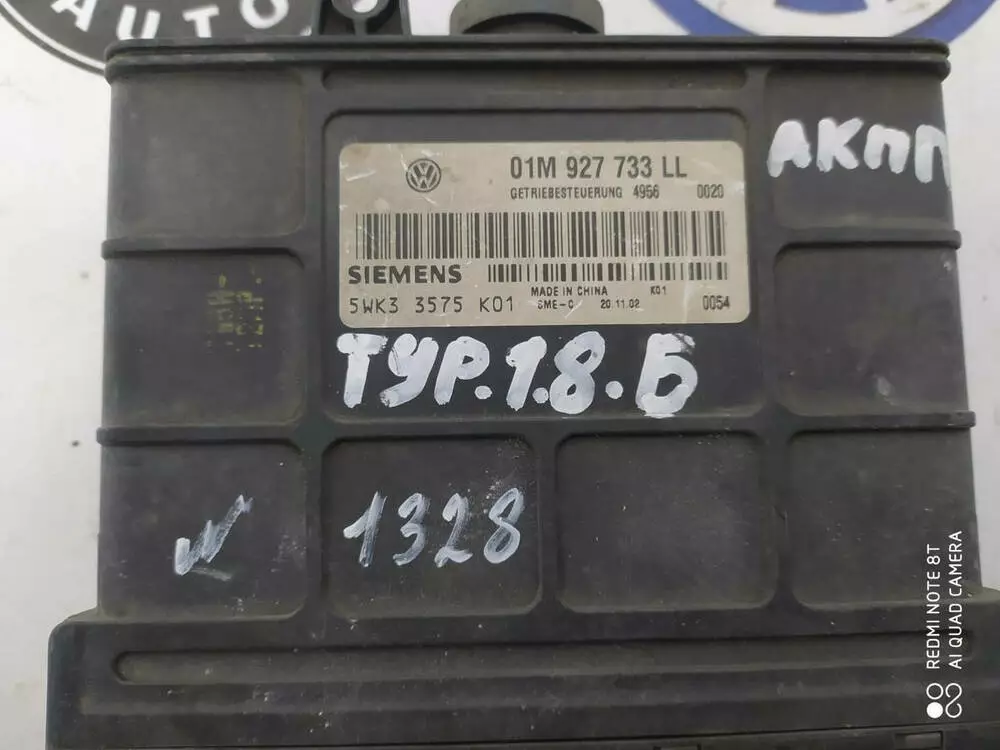 AUTO
01M 927 733 LL
GETRIEBESTEUERUNG 4956 0020
АКПП
SIEMENS
MADE IN CHINA K01
5WK3 3575 K01 SME-C 20.11.02 0054
ТУР.1.8.Б
1328
REDMI NOTE 8T
AI QUAD CAMERA